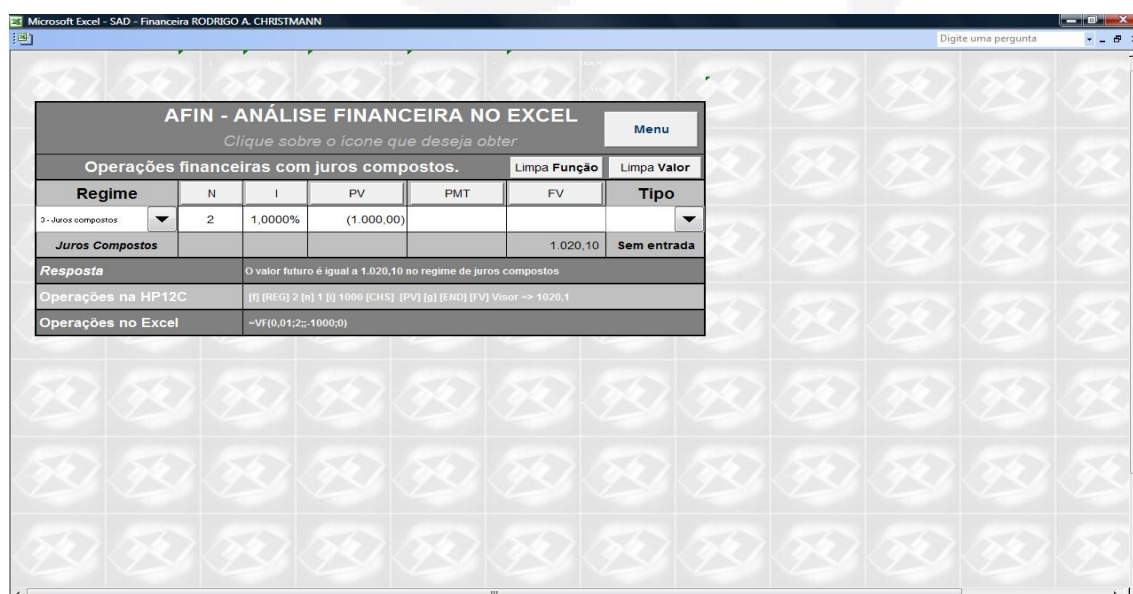 Microsoft Excel - SAD - Financeira RODRIGO A. CHRISTMANN
Digite uma pergunta
AFIN - ANÁLISE FINANCEIRA NO EXCEL
Clique sobre o ícone que deseja obter
Menu
Operações financeiras com juros compostos.
Limpa Função
Limpa Valor
Regime N I PV PMT FV Tipo
3 - Juros compostos 2 1,0000% (1.000,00)
Juros Compostos 1.020,10 Sem entrada
Resposta O valor futuro é igual a 1.020,10 no regime de juros compostos
Operações na HP12C [f] [REG] 2 [n] 1 [i] 1000 [CHS] [PV] [g] [END] [FV] Visor => 1020,1
Operações no Excel =VF(0,01;2;;-1000;0)